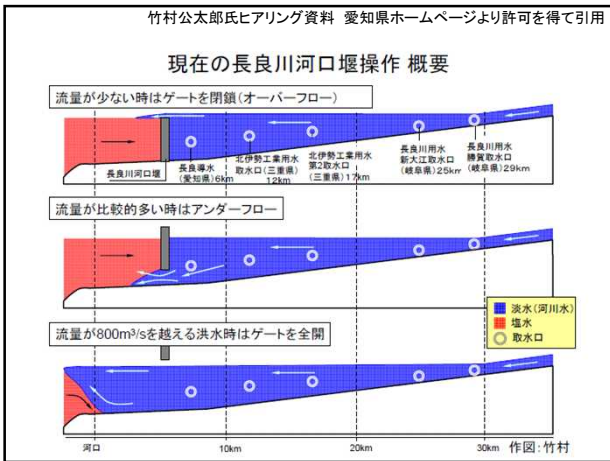 竹村公太郎氏ヒアリング資料 愛知県ホームページより許可を得て引用
現在の長良川河口堰操作 概要
流量が少ない時はゲートを閉鎖(オーバーフロー)
長良川河口堰
長良導水
(愛知県)6km
北伊勢工業用水
取水口(三重県)
12km
北伊勢工業用水
第2取水口
(三重県)17km
長良川用水
新大江取水口
(岐阜県)25km
長良川用水
勝賀取水口
(岐阜県)29km
流量が比較的多い時はアンダーフロー
淡水(河川水)
塩水
取水口
流量が800m³/sを越える洪水時はゲートを全開
河口
10km
20km
30km
作図:竹村